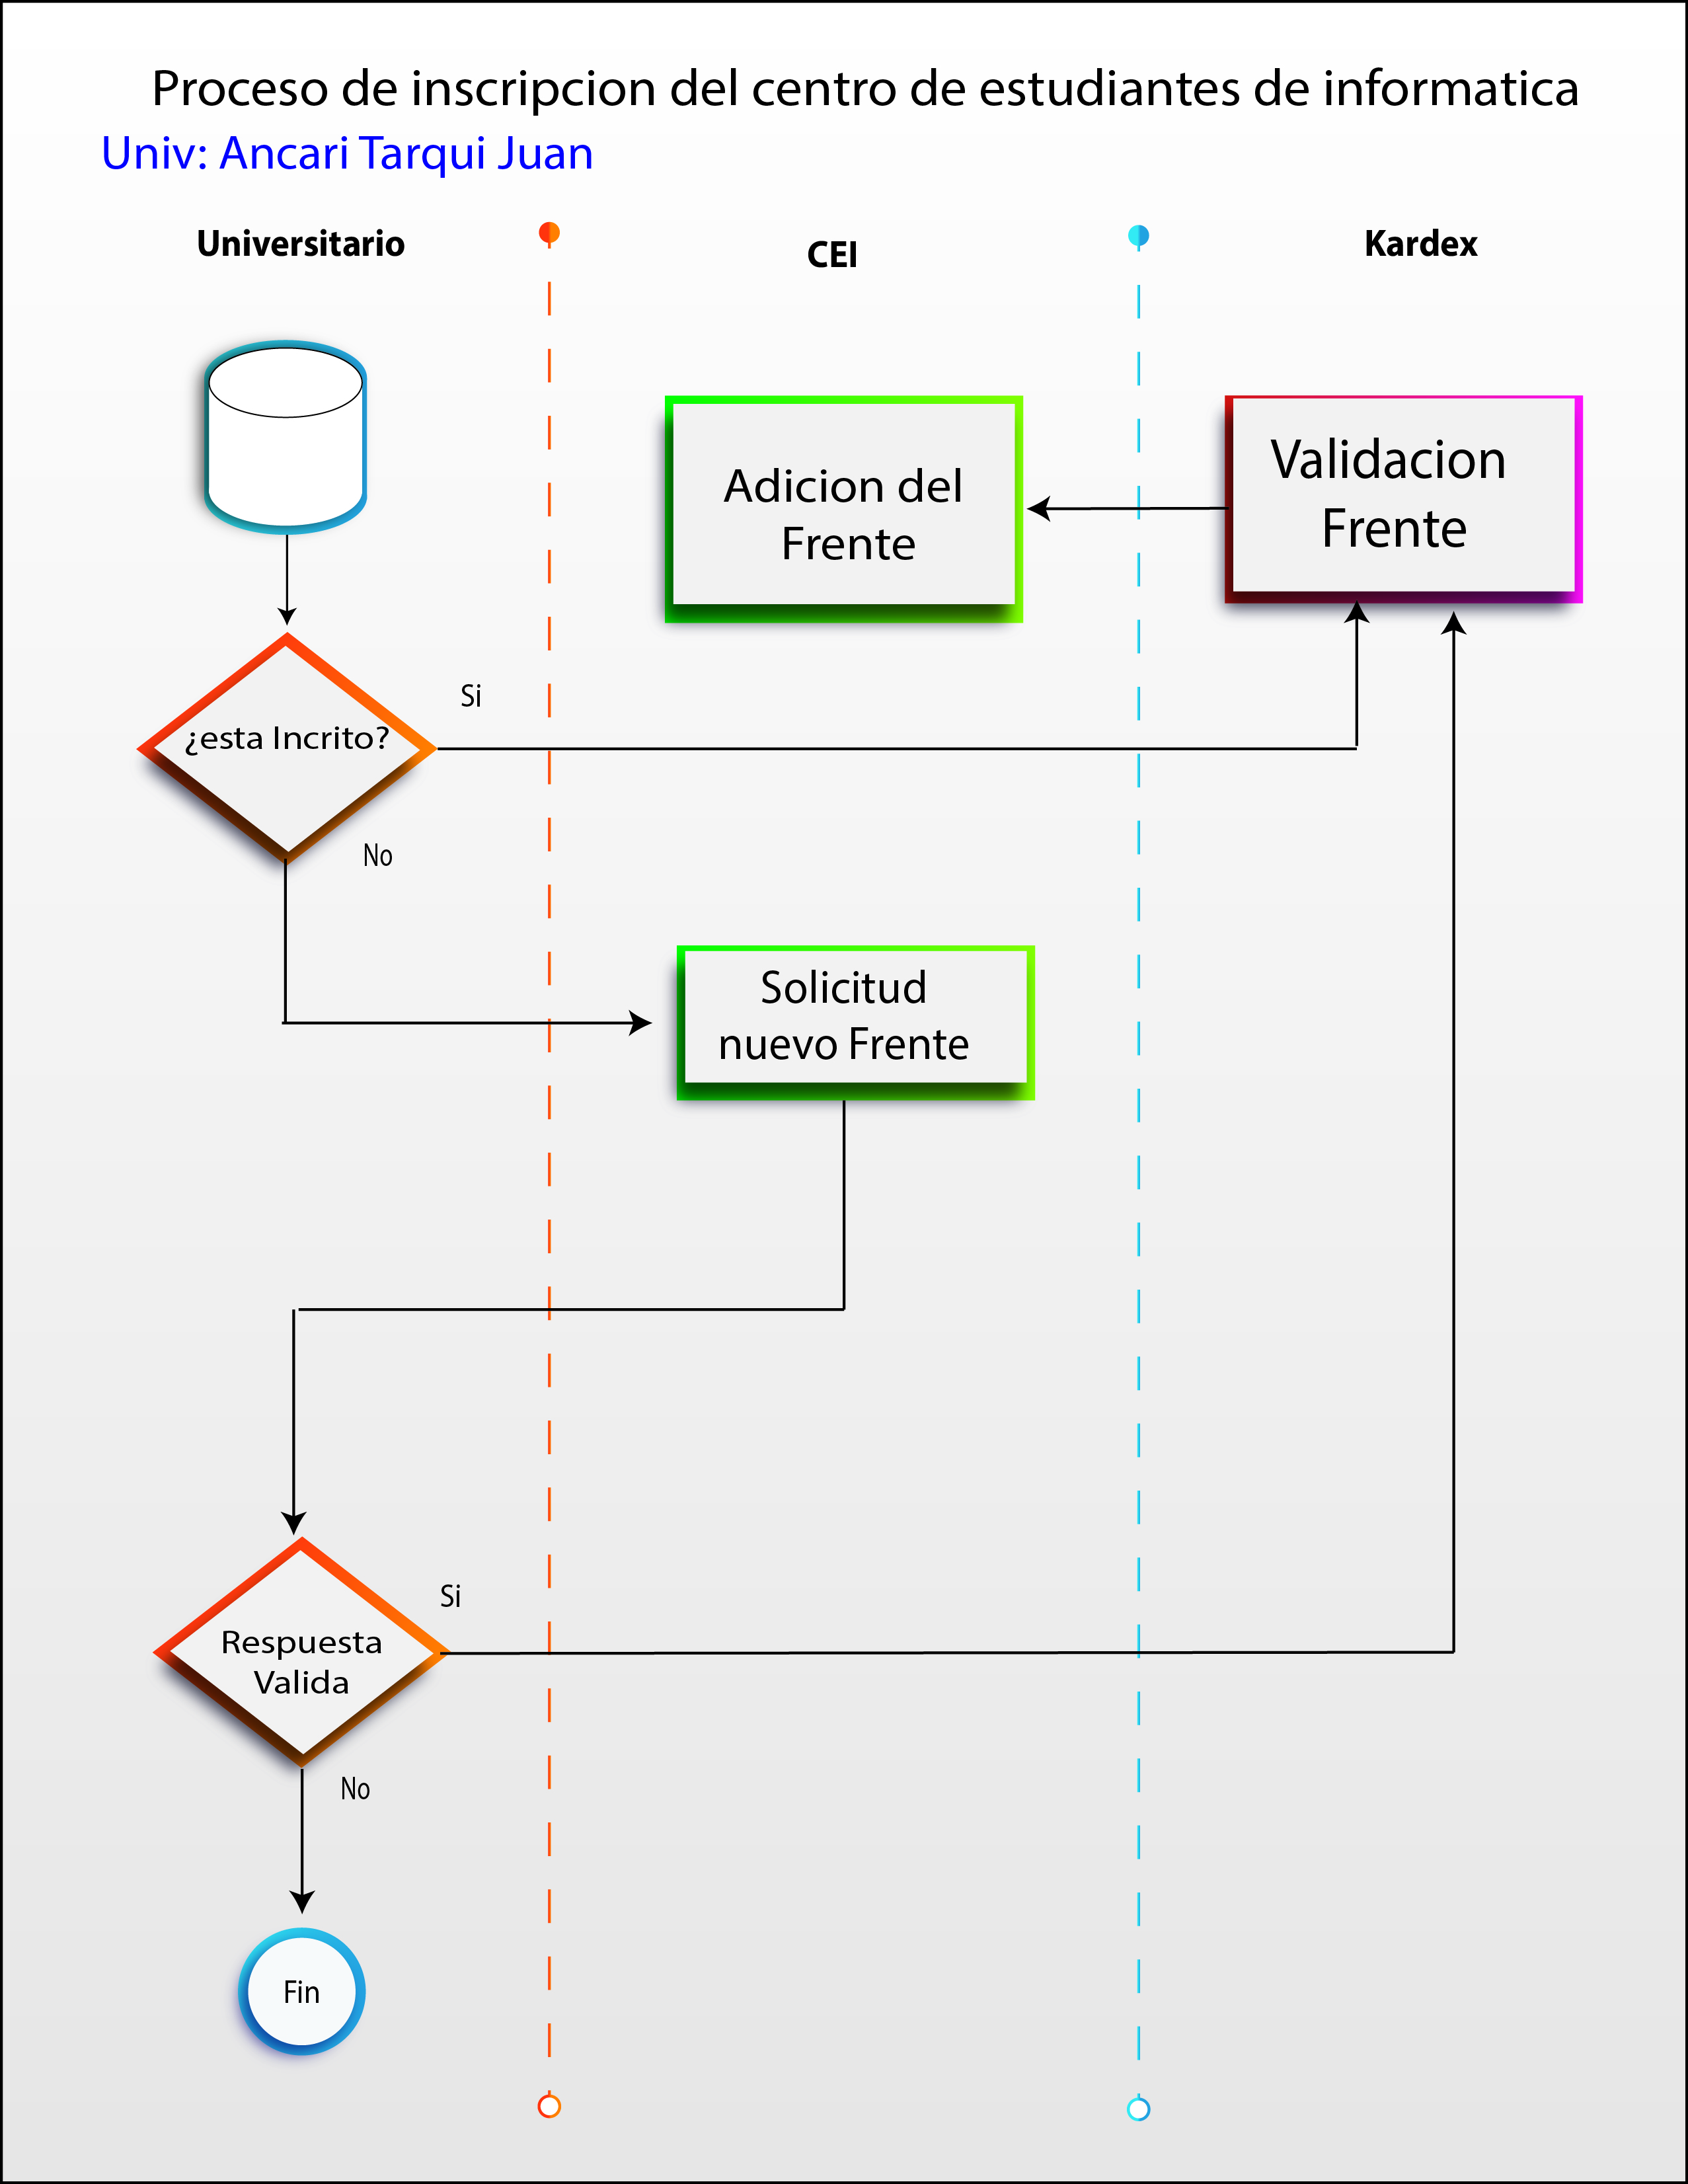 Proceso de inscripcion del centro de estudiantes de informatica
Univ: Ancari Tarqui Juan
Universitario
CEI
Kardex
Adicion del
Frente
Validacion
Frente
¿esta Incrito?
Si
No
Solicitud
nuevo Frente
Respuesta
Valida
Si
No
Fin